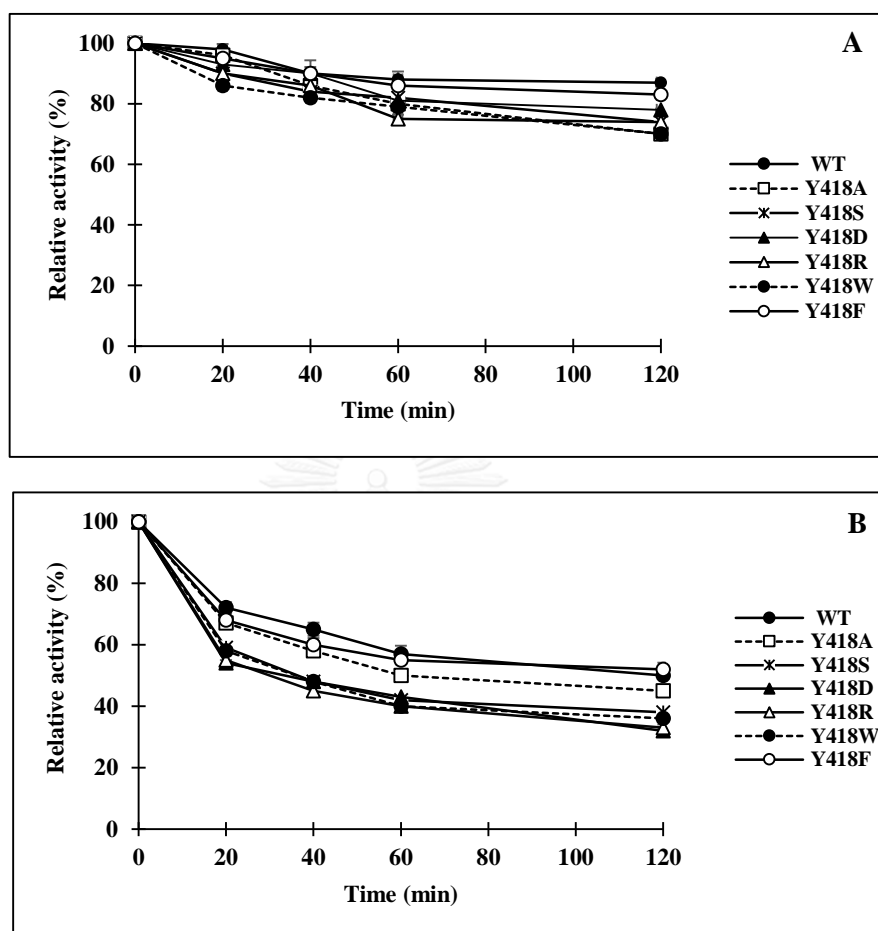 A
100
80
60
40
20
0
Relative activity (%)
0 20 40 60 80 100 120
Time (min)
WT
Y418A
Y418S
Y418D
Y418R
Y418W
Y418F
B
100
80
60
40
20
0
Relative activity (%)
0 20 40 60 80 100 120
Time (min)
WT
Y418A
Y418S
Y418D
Y418R
Y418W
Y418F